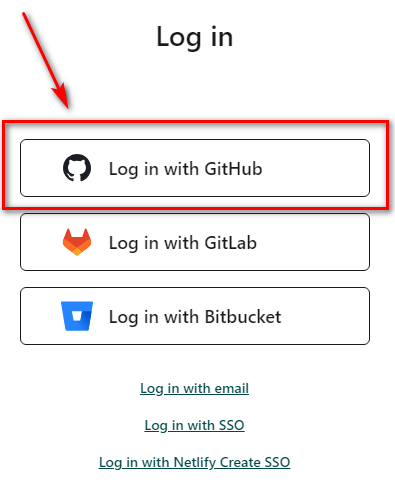 Log in
Log in with GitHub
Log in with GitLab
Log in with Bitbucket
Log in with email
Log in with SSO
Log in with Netlify Create SSO